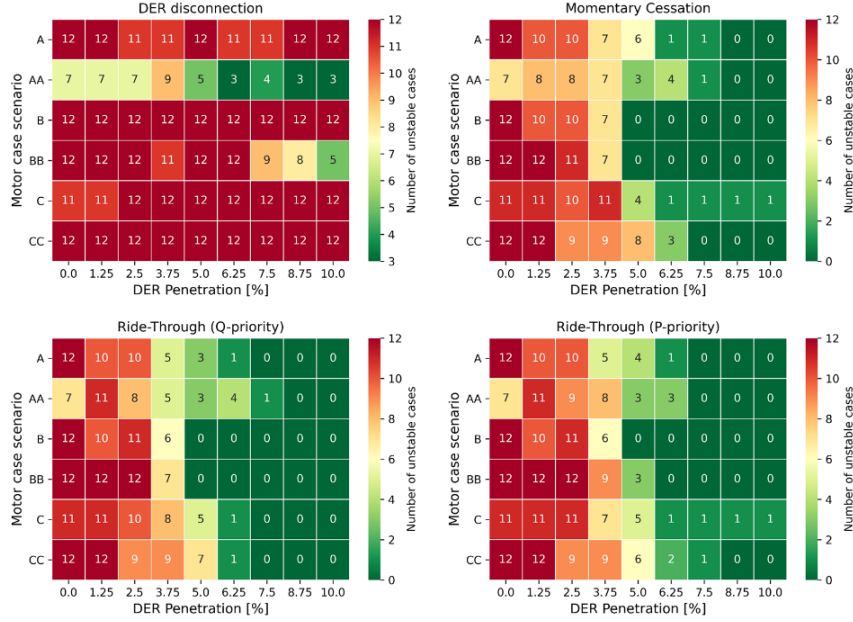 DER disconnection
Motor case scenario
A 12 12 11 11 12 11 11 12 12
AA 7 7 7 9 5 3 4 3 3
B 12 12 12 12 12 12 12 12 12
BB 12 12 12 11 12 12 9 8 5
C 11 11 12 12 12 12 12 12 12
CC 12 12 12 12 12 12 12 12 12
0.0 1.25 2.5 3.75 5.0 6.25 7.5 8.75 10.0
DER Penetration [%]
12
11
10
9
8
7
6
5
4
3
Number of unstable cases
Momentary Cessation
Motor case scenario
A 12 10 10 7 6 1 1 0 0
AA 7 8 8 7 3 4 1 0 0
B 12 10 10 7 0 0 0 0 0
BB 12 12 11 7 0 0 0 0 0
C 11 11 10 11 4 1 1 1 1
CC 12 12 9 9 8 3 0 0 0
0.0 1.25 2.5 3.75 5.0 6.25 7.5 8.75 10.0
DER Penetration [%]
12
10
8
6
4
2
0
Number of unstable cases
Ride-Through (Q-priority)
Motor case scenario
A 12 10 10 5 3 1 0 0 0
AA 7 11 8 5 3 4 1 0 0
B 12 10 11 6 0 0 0 0 0
BB 12 12 12 7 0 0 0 0 0
C 11 11 10 8 5 1 0 0 0
CC 12 12 9 9 7 1 0 0 0
0.0 1.25 2.5 3.75 5.0 6.25 7.5 8.75 10.0
DER Penetration [%]
12
10
8
6
4
2
0
Number of unstable cases
Ride-Through (P-priority)
Motor case scenario
A 12 10 10 5 4 1 0 0 0
AA 7 11 9 8 3 3 0 0 0
B 12 10 11 6 0 0 0 0 0
BB 12 12 12 9 3 0 0 0 0
C 11 11 11 7 5 1 1 1 1
CC 12 12 9 9 6 2 1 0 0
0.0 1.25 2.5 3.75 5.0 6.25 7.5 8.75 10.0
DER Penetration [%]
12
10
8
6
4
2
0
Number of unstable cases